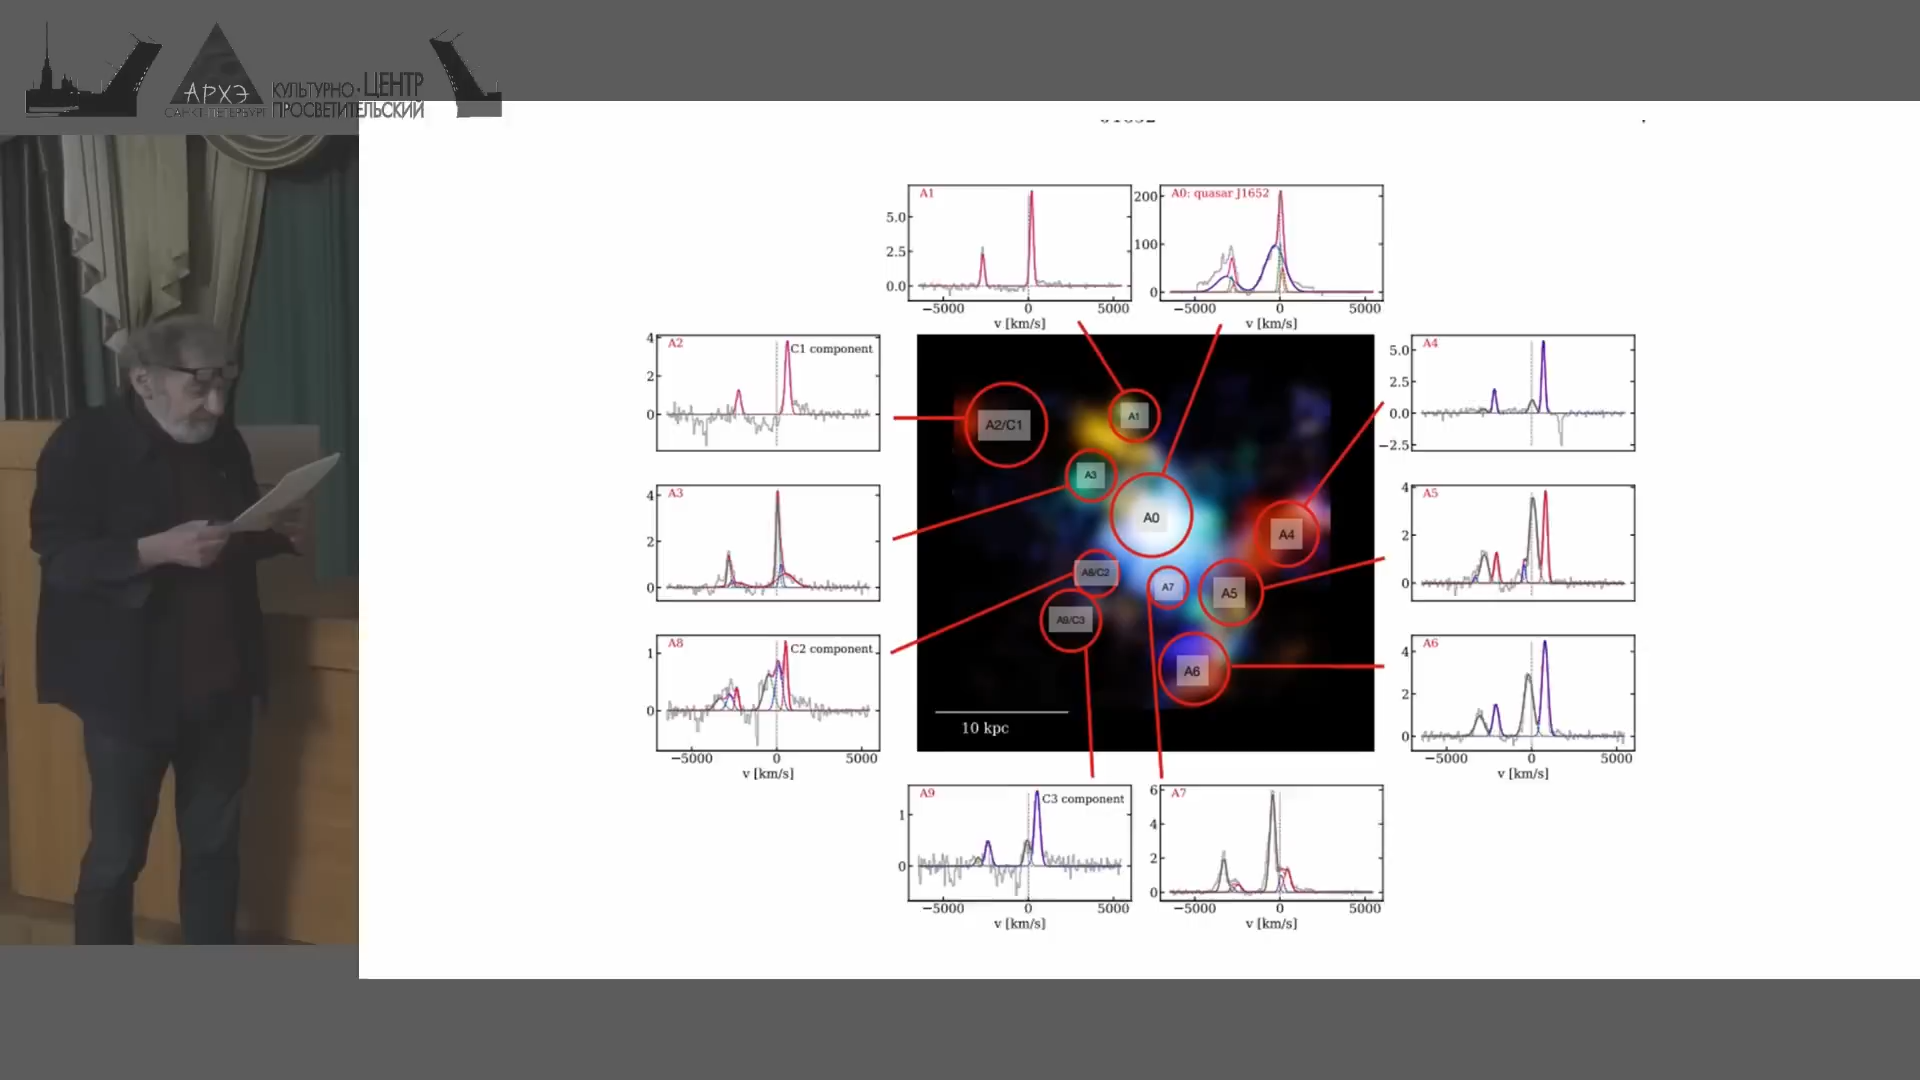 АРХЭ
САНКТ-ПЕТЕРБУРГ
КУЛЬТУРНО-ЦЕНТР
ПРОСВЕТИТЕЛЬСКИЙ
A1
5.0
2.5
0.0
−5000 0 5000
v [km/s]
A0: quasar J1652
200
100
0
−5000 0 5000
v [km/s]
A2
C1 component
4
2
0
A3
4
2
0
A8
C2 component
1
0
−5000 0 5000
v [km/s]
A2/C1
A1
A3
A0
A4
A8/C2
A7
A5
A9/C3
A6
10 kpc
A4
5.0
2.5
0.0
−2.5
A5
4
2
0
A6
4
2
0
−5000 0 5000
v [km/s]
A9
C3 component
1
0
−5000 0 5000
v [km/s]
A7
6
4
2
0
−5000 0 5000
v [km/s]